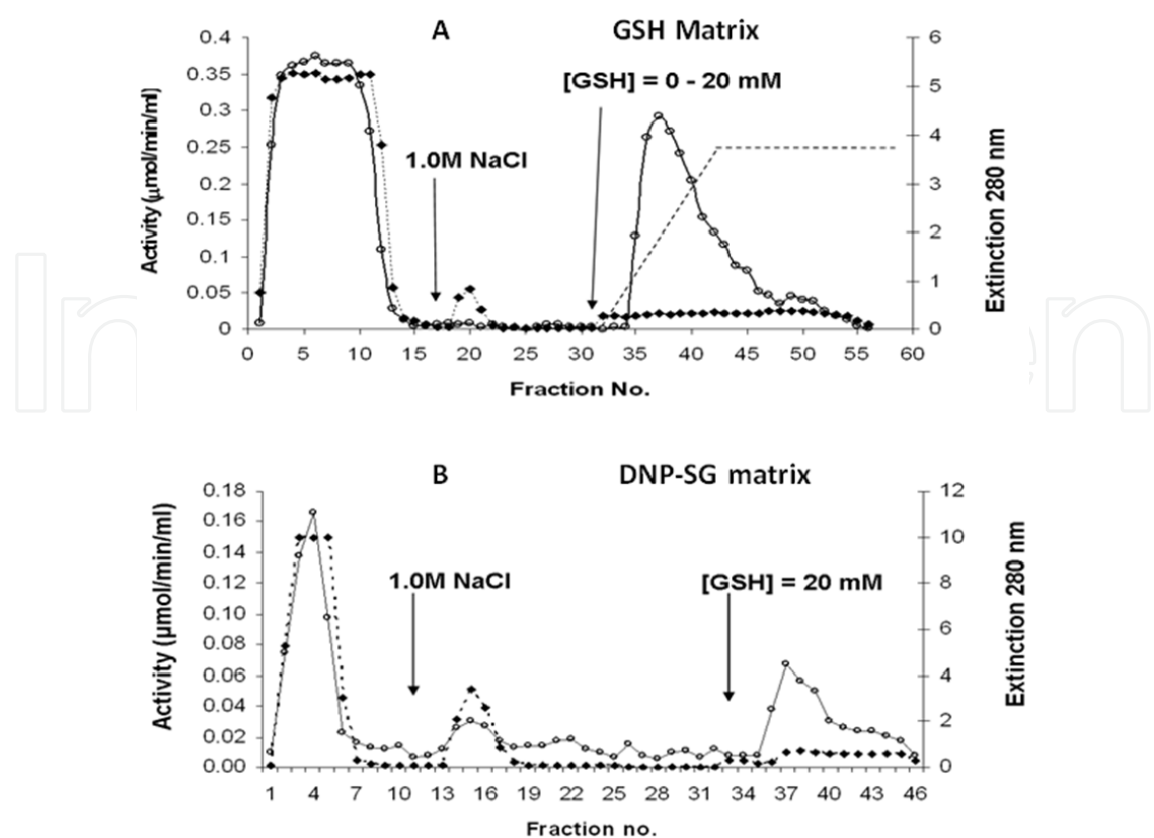 A GSH Matrix
[GSH] = 0 - 20 mM
1.0M NaCl
Activity (μmol/min/ml)
0.4
0.35
0.3
0.25
0.2
0.15
0.1
0.05
0
6
5
4
3
2
1
0
Extinction 280 nm
0 5 10 15 20 25 30 35 40 45 50 55 60
Fraction No.
B DNP-SG matrix
1.0M NaCl [GSH] = 20 mM
Activity (μmol/min/ml)
0.18
0.16
0.14
0.12
0.10
0.08
0.06
0.04
0.02
0.00
12
10
8
6
4
2
0
Extinction 280 nm
1 4 7 10 13 16 19 22 25 28 31 34 37 40 43 46
Fraction no.